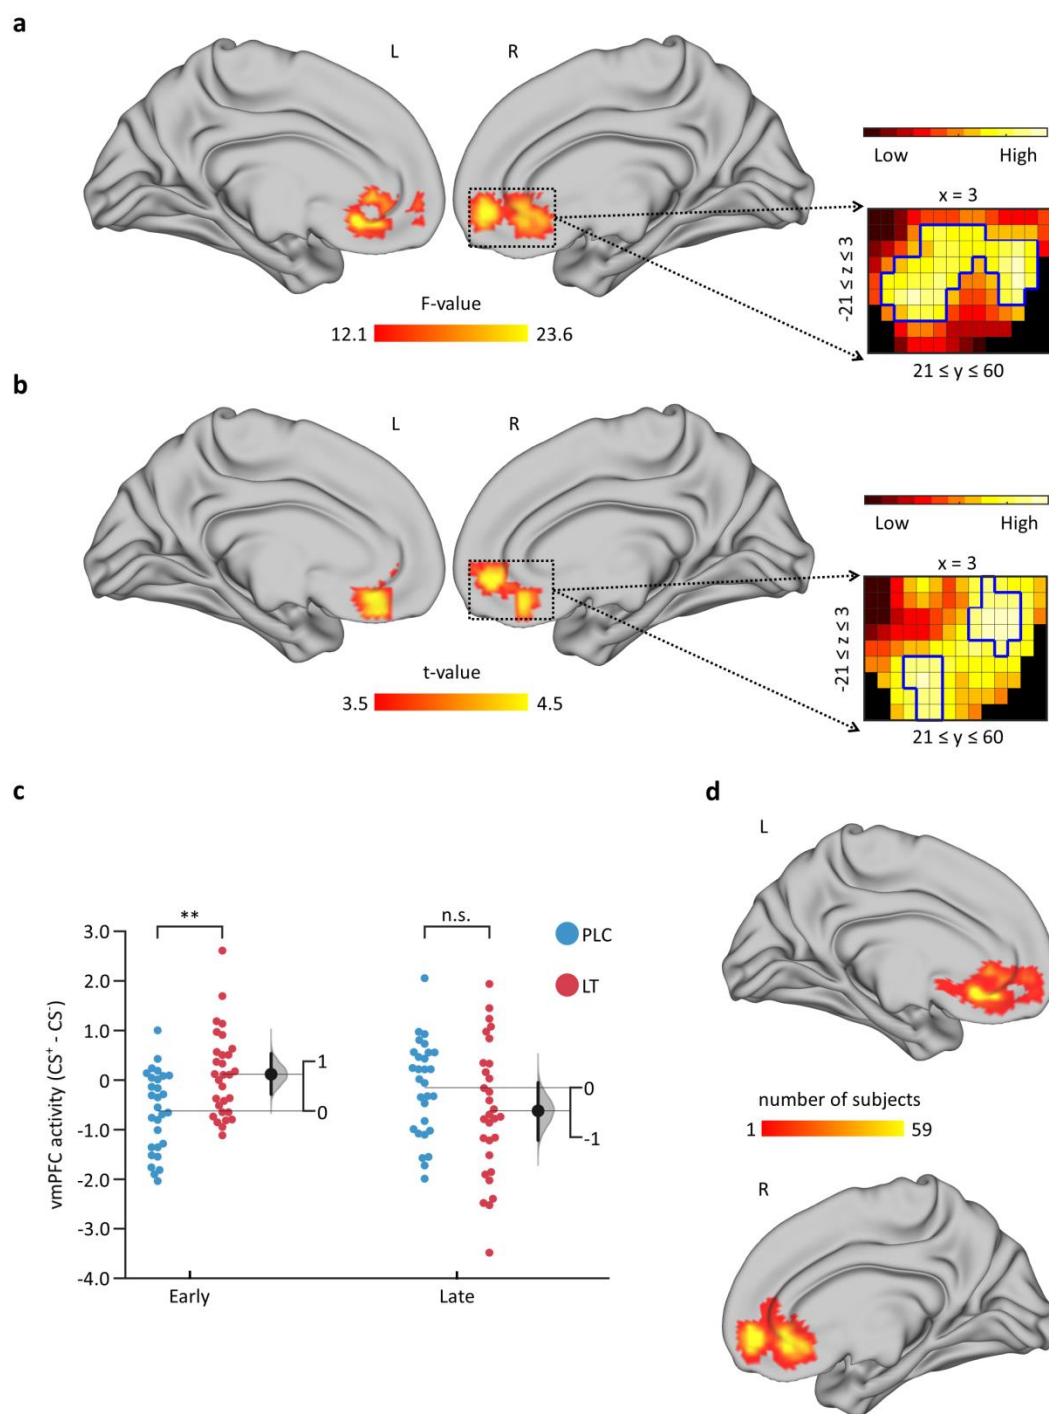 a
L R
Low High
x = 3
-21 ≤ z ≤ 3
21 ≤ y ≤ 60
F-value
12.1 23.6
b
L R
Low High
x = 3
-21 ≤ z ≤ 3
21 ≤ y ≤ 60
t-value
3.5 4.5
c
vmPFC activity (CS⁺ - CS⁻)
3.0
2.0
1.0
0
-1.0
-2.0
-3.0
-4.0
**
n.s.
PLC
LT
1
0
0
-1
Early Late
d
L
number of subjects
1 59
R